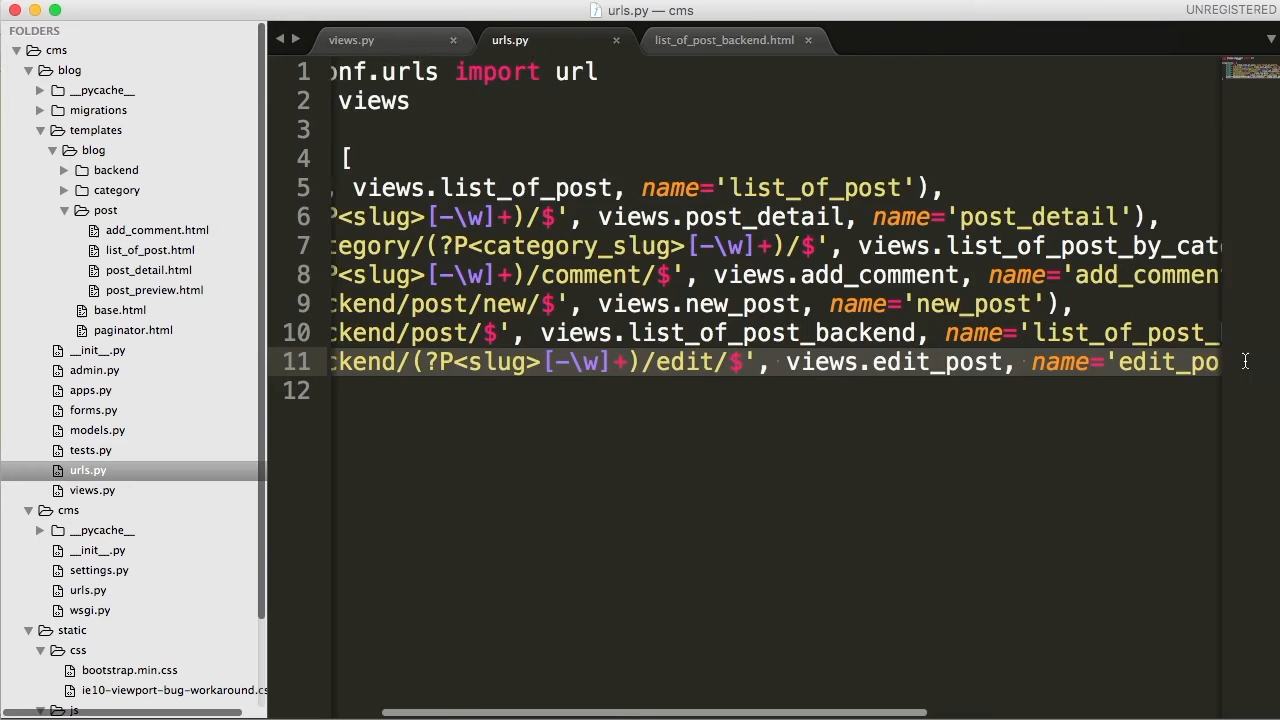 urls.py — cms
UNREGISTERED
FOLDERS
cms
blog
__pycache__
migrations
templates
blog
backend
category
post
add_comment.html
list_of_post.html
post_detail.html
post_preview.html
base.html
paginator.html
__init__.py
admin.py
apps.py
forms.py
models.py
tests.py
urls.py
views.py
cms
__pycache__
__init__.py
settings.py
urls.py
wsgi.py
static
css
bootstrap.min.css
ie10-viewport-bug-workaround.cs
js
views.py
urls.py
list_of_post_backend.html
1 onf.urls import url
2 views
3
4 [
5 , views.list_of_post, name='list_of_post'),
6 P<slug>[-\w]+)/$', views.post_detail, name='post_detail'),
7 tegory/(?P<category_slug>[-\w]+)/$', views.list_of_post_by_cate
8 P<slug>[-\w]+)/comment/$', views.add_comment, name='add_comment
9 ckend/post/new/$', views.new_post, name='new_post'),
10 ckend/post/$', views.list_of_post_backend, name='list_of_post_
11 ckend/(?P<slug>[-\w]+)/edit/$', views.edit_post, name='edit_po
12